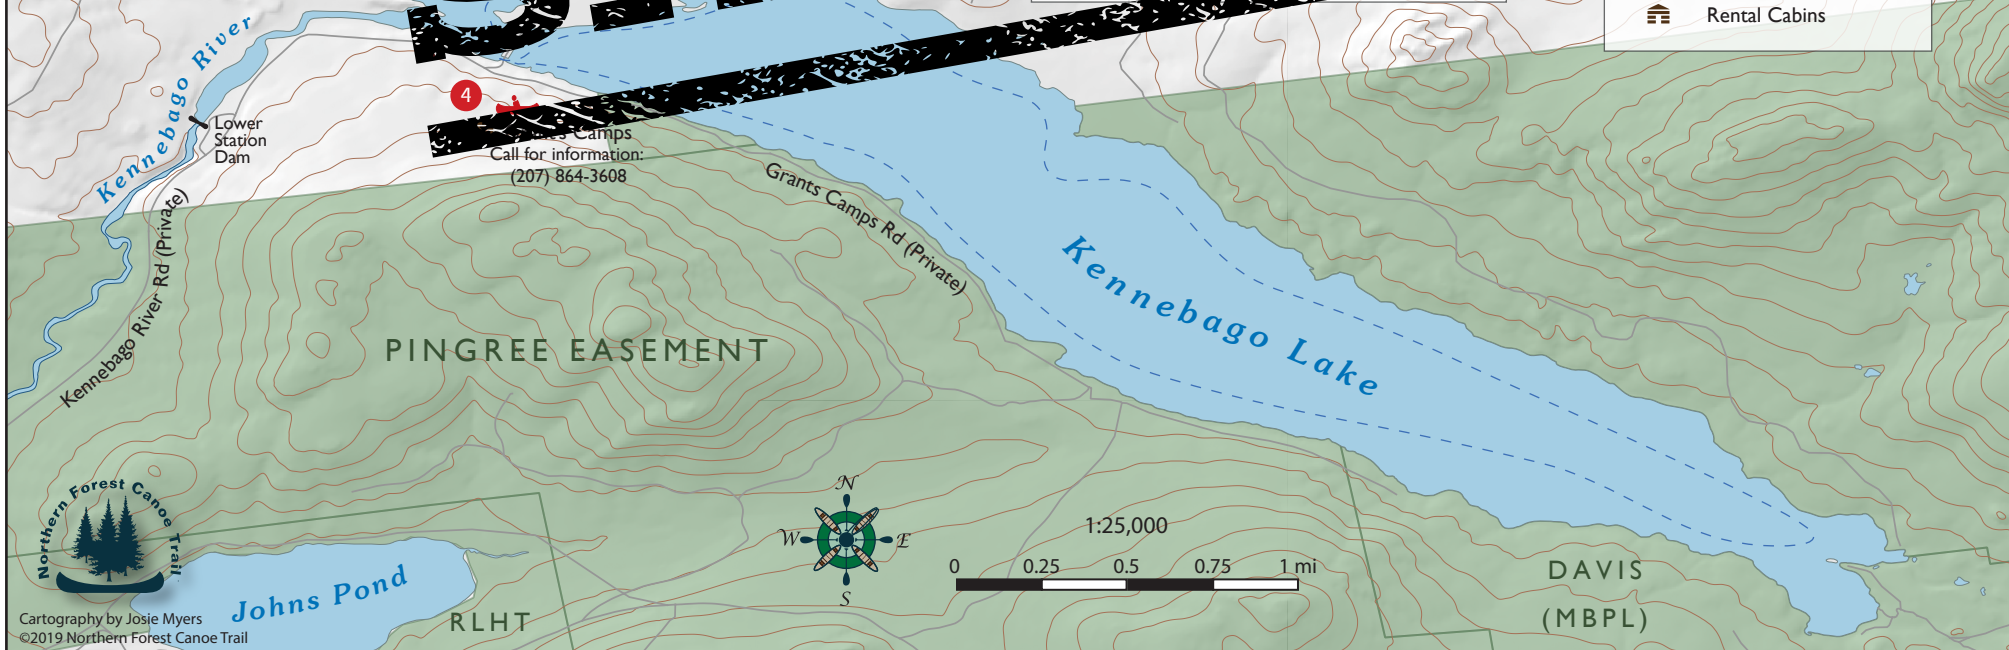 Rental Cabins
Kennebago River
4
Lower
Station
Dam
Camps
Call for information:
(207) 864-3608
Grants Camps Rd (Private)
Kennebago River Rd (Private)
Kennebago Lake
PINGREE EASEMENT
Northern Forest Canoe Trail
N
W
E
S
1:25,000
0 0.25 0.5 0.75 1 mi
DAVIS
(MBPL)
Johns Pond
RLHT
Cartography by Josie Myers
©2019 Northern Forest Canoe Trail